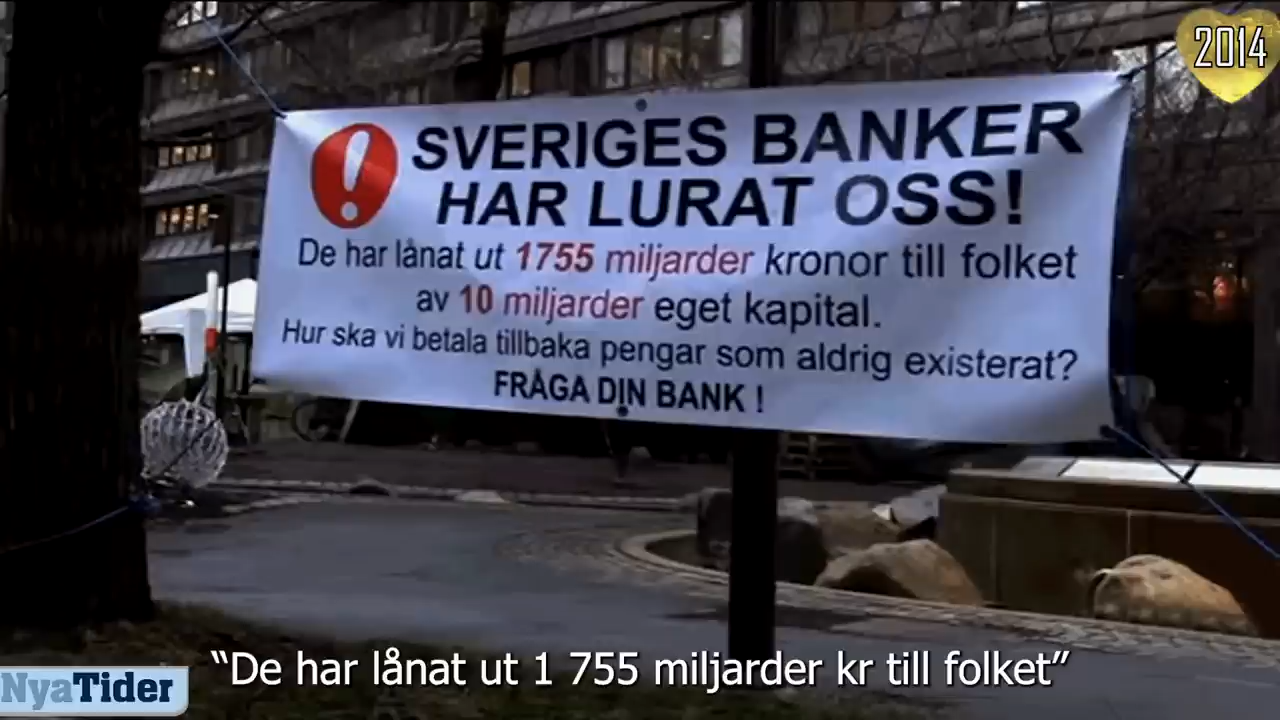 2014
SVERIGES BANKER
HAR LURAT OSS!
De har lånat ut 1755 miljarder kronor till folket
av 10 miljarder eget kapital.
Hur ska vi betala tillbaka pengar som aldrig existerat?
FRÅGA DIN BANK !
“De har lånat ut 1 755 miljarder kr till folket”
NyaTider